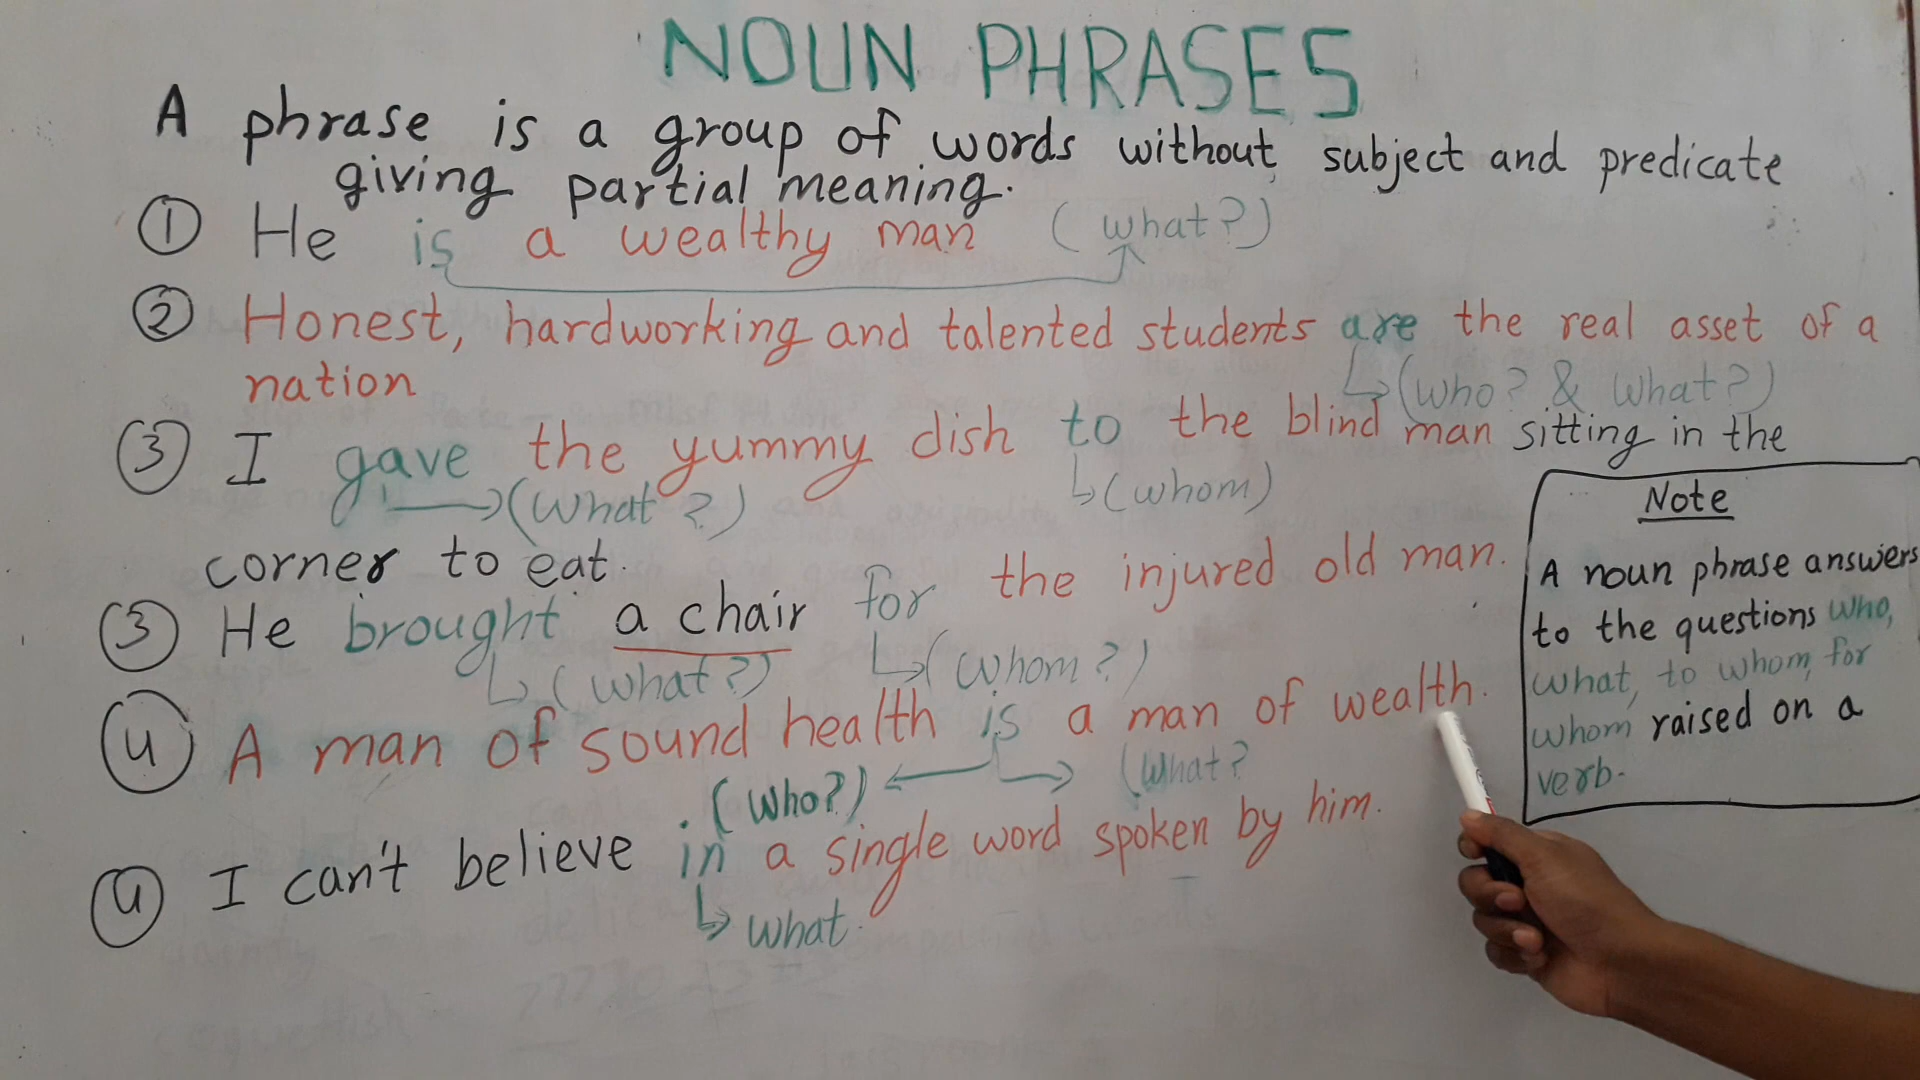 NOUN PHRASES
A phrase is a group of words without subject and predicate
giving partial meaning.
① He is a wealthy man (what?)
② Honest, hardworking and talented students are the real asset of a
nation
(who? & what?)
③ I gave the yummy dish to the blind man sitting in the
(What?) (whom)
corner to eat.
③ He brought a chair for the injured old man.
(what?) (whom?)
④ A man of sound health is a man of wealth.
(who?) (What?
④ I can't believe in a single word spoken by him.
what.
Note
A noun phrase answers
to the questions who,
what, to whom, for
whom raised on a
verb.